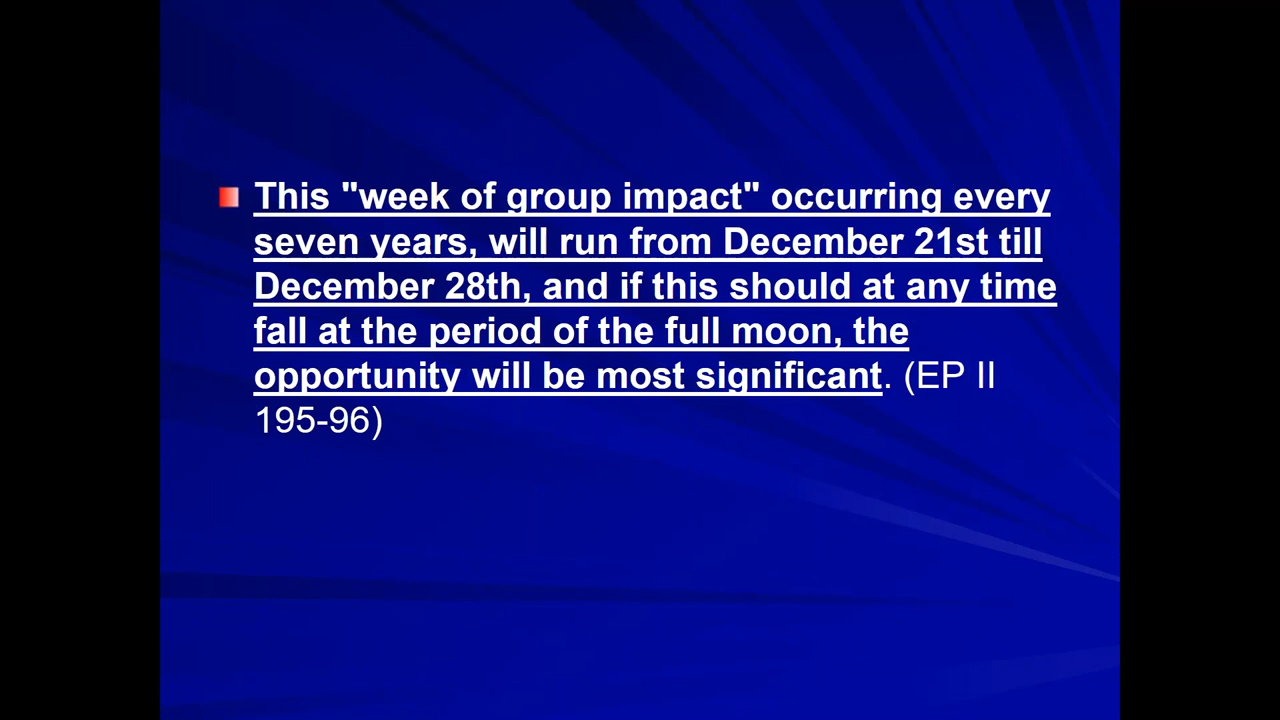 This "week of group impact" occurring every
seven years, will run from December 21st till
December 28th, and if this should at any time
fall at the period of the full moon, the
opportunity will be most significant. (EP II
195-96)